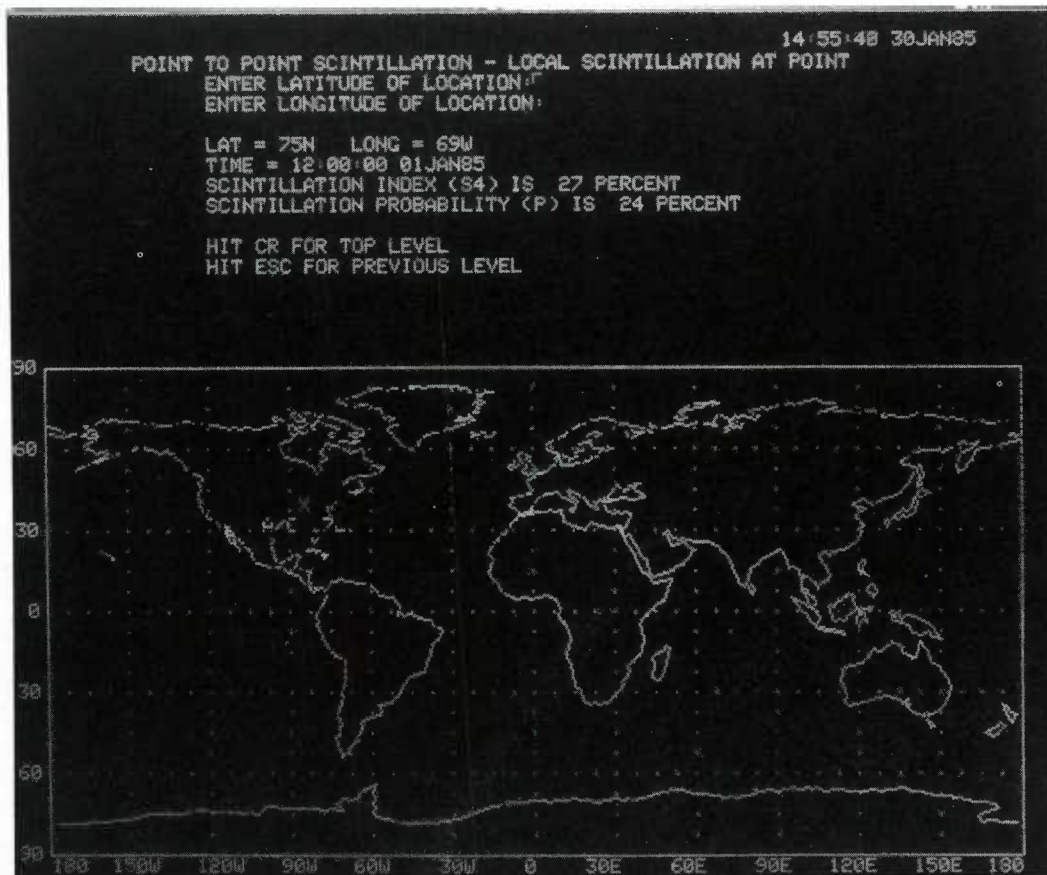 14:55:40 30JAN85
POINT TO POINT SCINTILLATION - LOCAL SCINTILLATION AT POINT
ENTER LATITUDE OF LOCATION:
ENTER LONGITUDE OF LOCATION:
LAT = 75N LONG = 69W
TIME = 12:00:00 01JAN85
SCINTILLATION INDEX (S4) IS 27 PERCENT
SCINTILLATION PROBABILITY (P) IS 24 PERCENT
HIT CR FOR TOP LEVEL
HIT ESC FOR PREVIOUS LEVEL
90
60
30
0
30
60
90
180 150W 120W 90W 60W 30W 0 30E 60E 90E 120E 150E 180